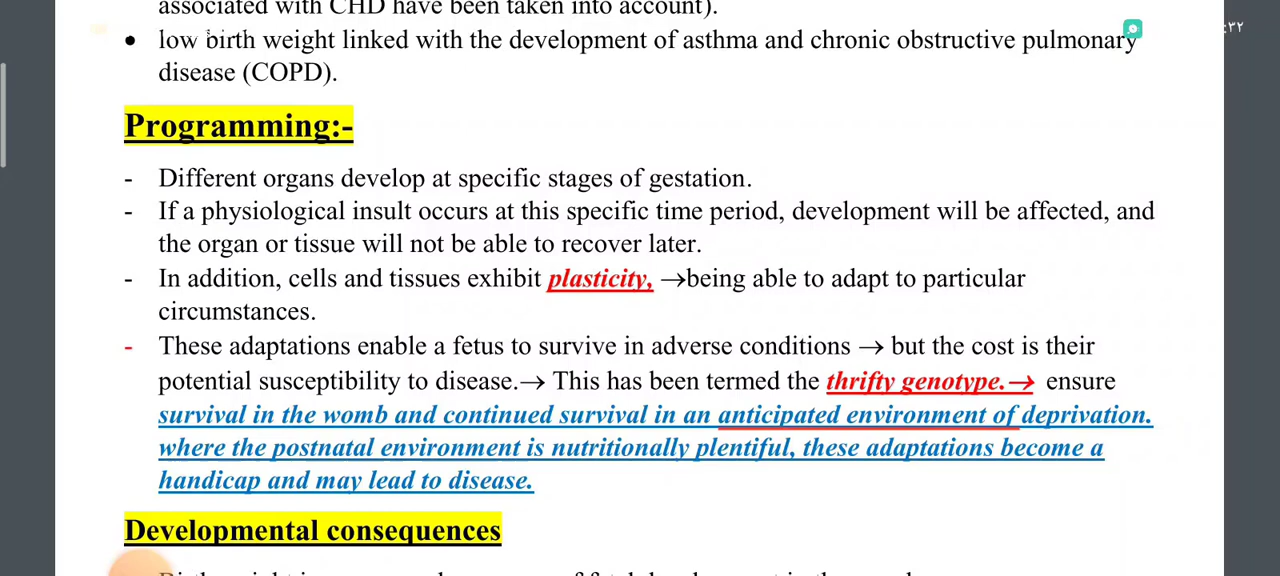 associated with CHD have been taken into account).
:٣٢
• low birth weight linked with the development of asthma and chronic obstructive pulmonary
disease (COPD).
Programming:-
- Different organs develop at specific stages of gestation.
- If a physiological insult occurs at this specific time period, development will be affected, and
the organ or tissue will not be able to recover later.
- In addition, cells and tissues exhibit plasticity, →being able to adapt to particular
circumstances.
- These adaptations enable a fetus to survive in adverse conditions → but the cost is their
potential susceptibility to disease.→ This has been termed the thrifty genotype.→ ensure
survival in the womb and continued survival in an anticipated environment of deprivation.
where the postnatal environment is nutritionally plentiful, these adaptations become a
handicap and may lead to disease.
Developmental consequences